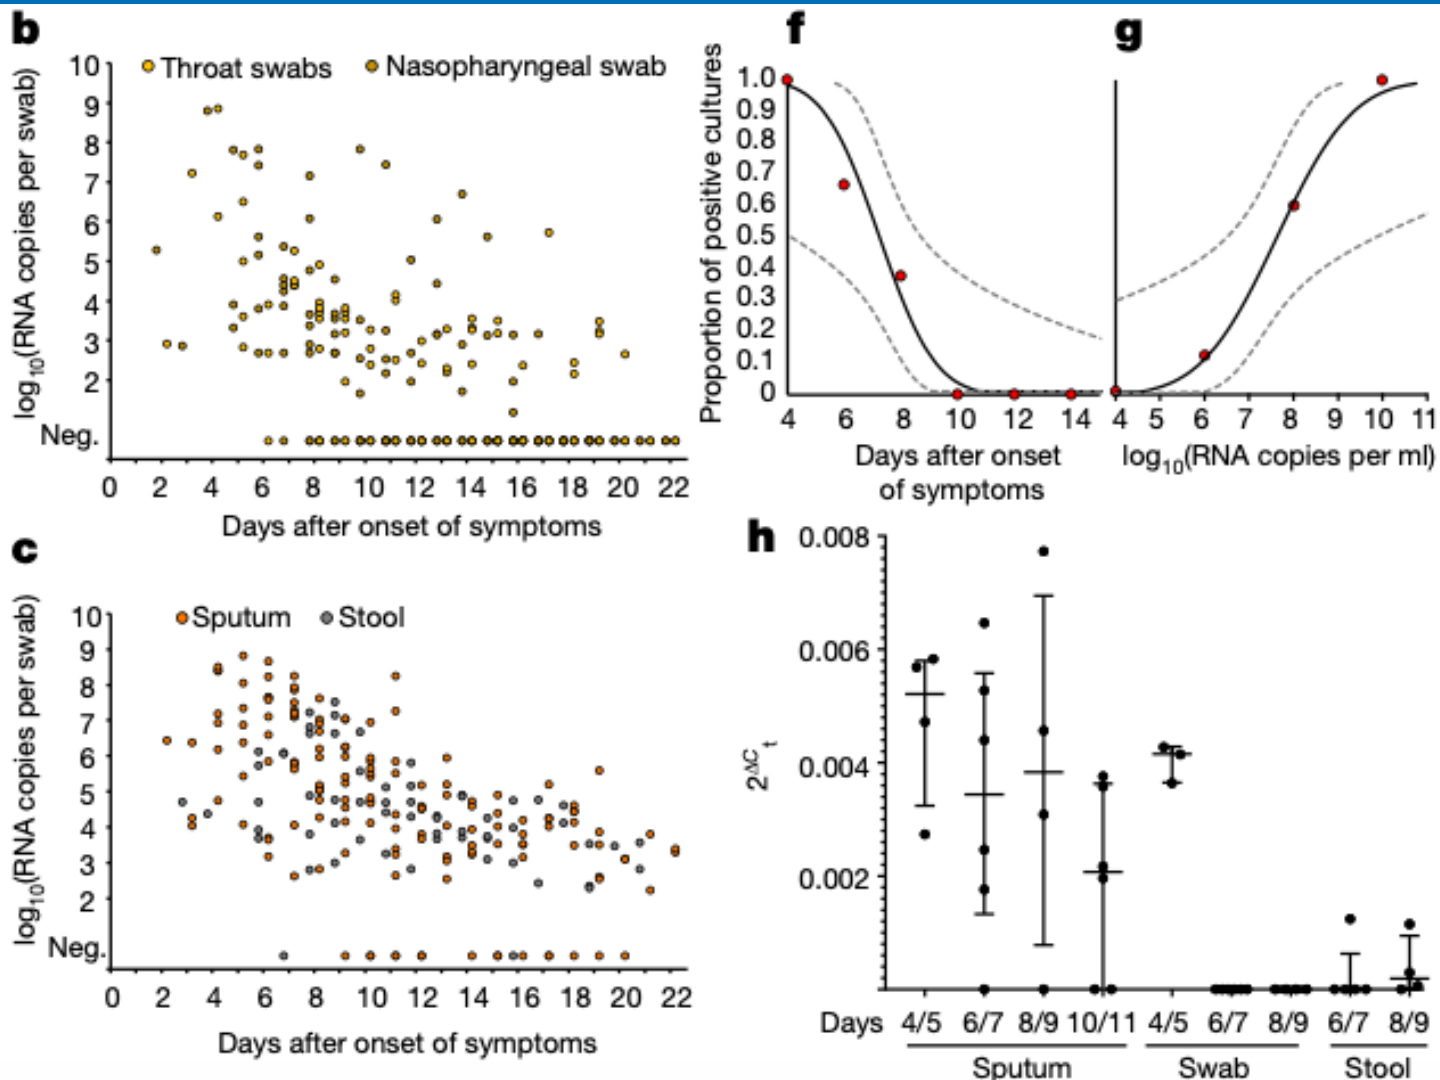 b
Throat swabs
Nasopharyngeal swab
log10(RNA copies per swab)
10
9
8
7
6
5
4
3
2
Neg.
0 2 4 6 8 10 12 14 16 18 20 22
Days after onset of symptoms
c
Sputum
Stool
log10(RNA copies per swab)
10
9
8
7
6
5
4
3
2
Neg.
0 2 4 6 8 10 12 14 16 18 20 22
Days after onset of symptoms
f
Proportion of positive cultures
1.0
0.9
0.8
0.7
0.6
0.5
0.4
0.3
0.2
0.1
0
4 6 8 10 12 14
Days after onset
of symptoms
g
4 5 6 7 8 9 10 11
log10(RNA copies per ml)
h
2ΔCt
0.008
0.006
0.004
0.002
Days 4/5 6/7 8/9 10/11 4/5 6/7 8/9 6/7 8/9
Sputum Swab Stool